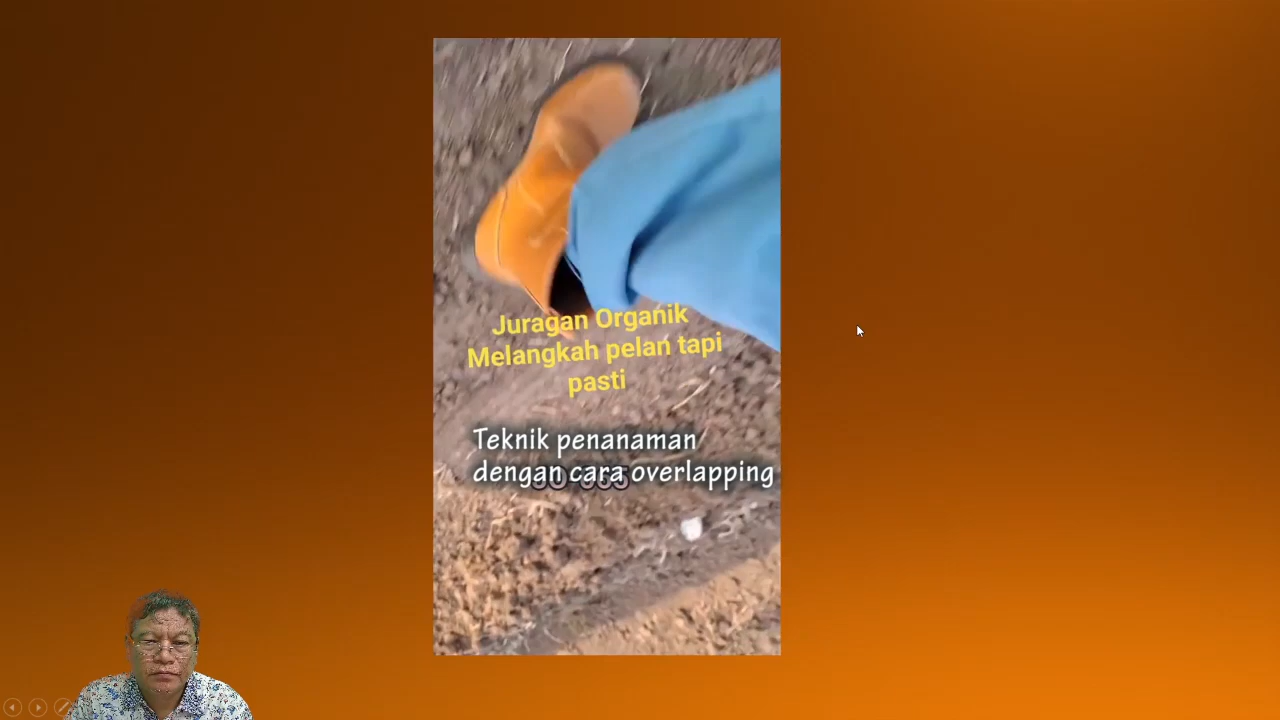 Juragan Organik
Melangkah pelan tapi
pasti
Teknik penanaman
dengan cara overlapping